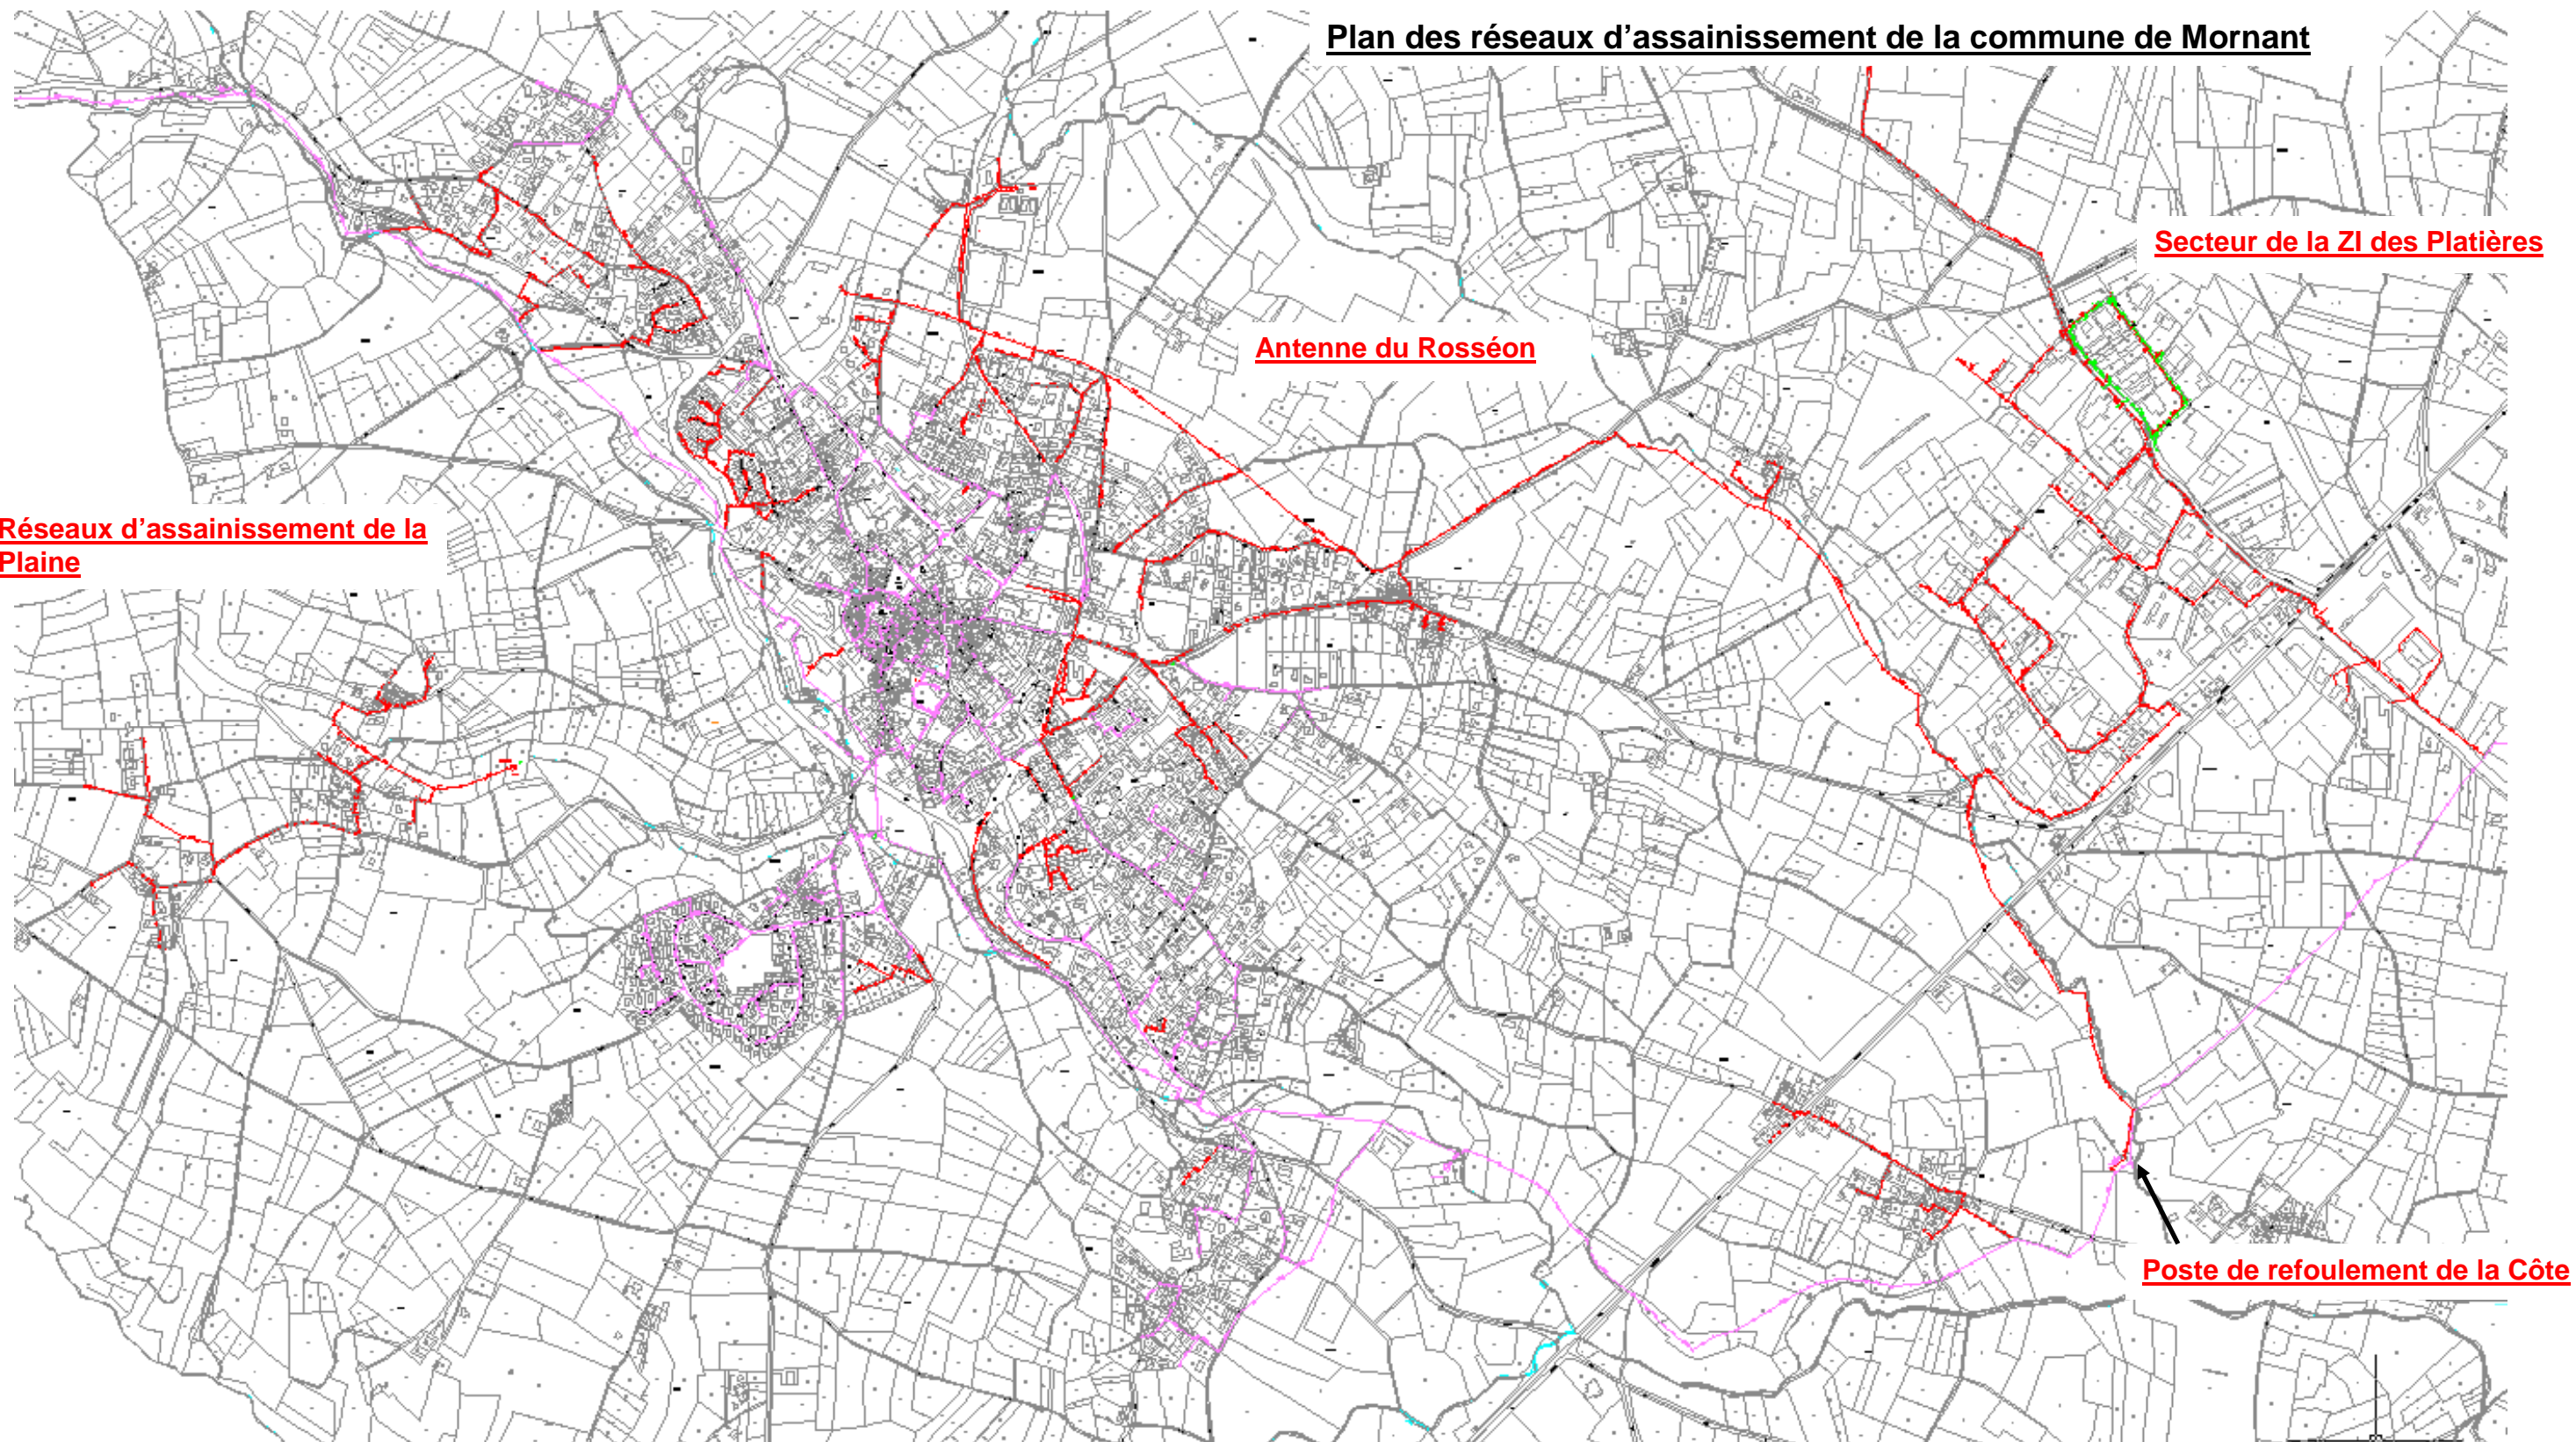 Plan des réseaux d'assainissement de la commune de Mornant
Secteur de la ZI des Platières
Antenne du Rosséon
Réseaux d'assainissement de la
Plaine
Poste de refoulement de la Côte